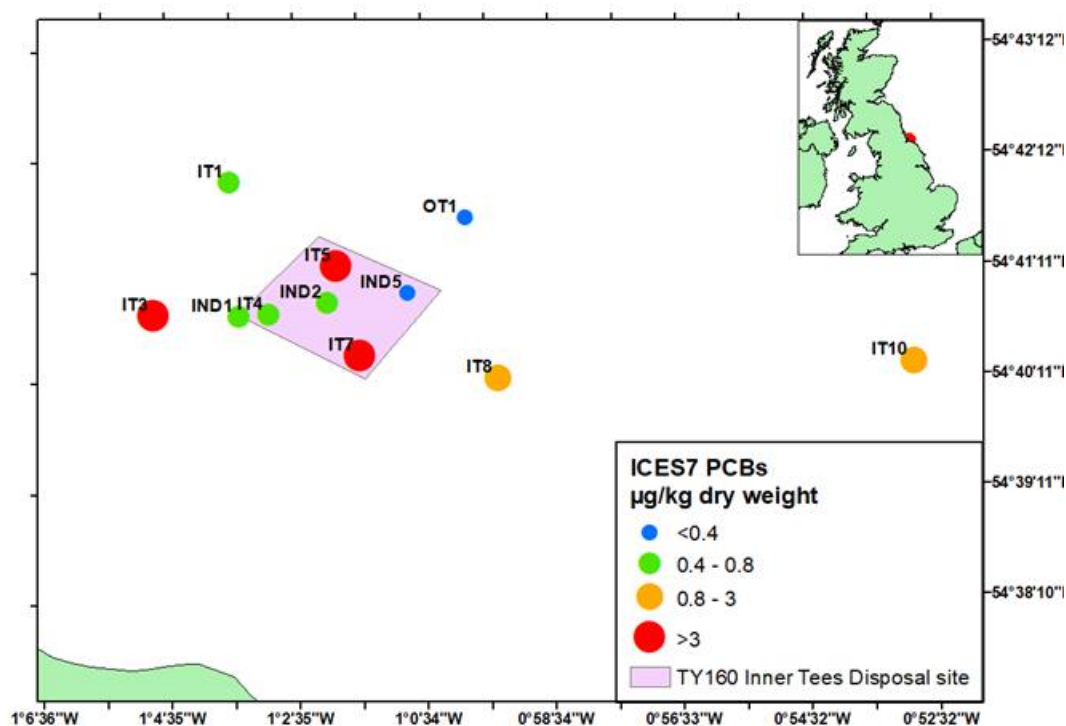 54°43'12"
54°42'12"
IT1
OT1
54°41'11"
IT5
IND5
IND2
IT3
IND1
IT4
IT7
IT10
IT8
54°40'11"
ICES7 PCBs
µg/kg dry weight
<0.4
0.4 - 0.8
0.8 - 3
>3
TY160 Inner Tees Disposal site
54°39'11"
54°38'10"
1°6'36"W 1°4'35"W 1°2'35"W 1°0'34"W 0°58'34"W 0°56'33"W 0°54'32"W 0°52'32"W